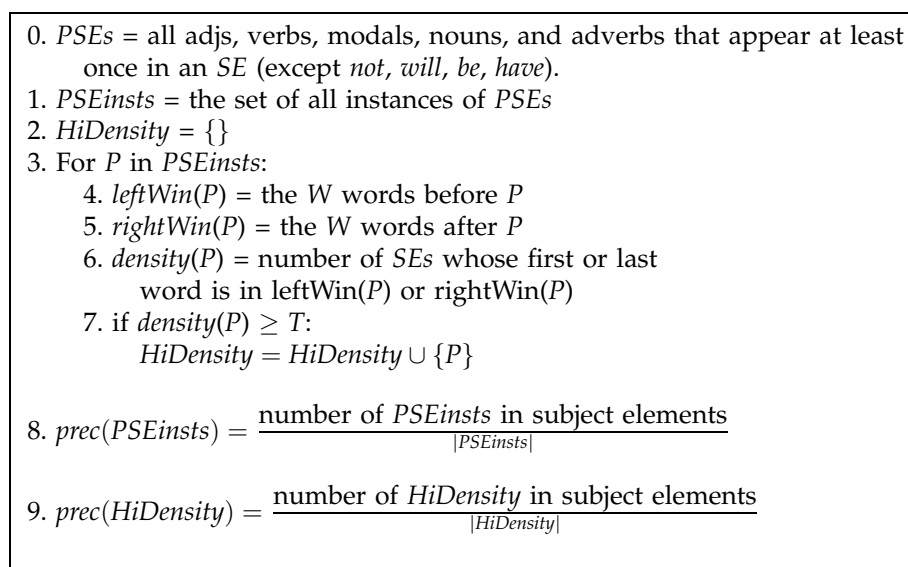 0. PSEs = all adjs, verbs, modals, nouns, and adverbs that appear at least
once in an SE (except not, will, be, have).
1. PSEinsts = the set of all instances of PSEs
2. HiDensity = {}
3. For P in PSEinsts:
4. leftWin(P) = the W words before P
5. rightWin(P) = the W words after P
6. density(P) = number of SEs whose first or last
word is in leftWin(P) or rightWin(P)
7. if density(P) ≥ T:
HiDensity = HiDensity ∪ {P}
8. prec(PSEinsts) = number of PSEinsts in subject elements
|PSEinsts|
9. prec(HiDensity) = number of HiDensity in subject elements
|HiDensity|